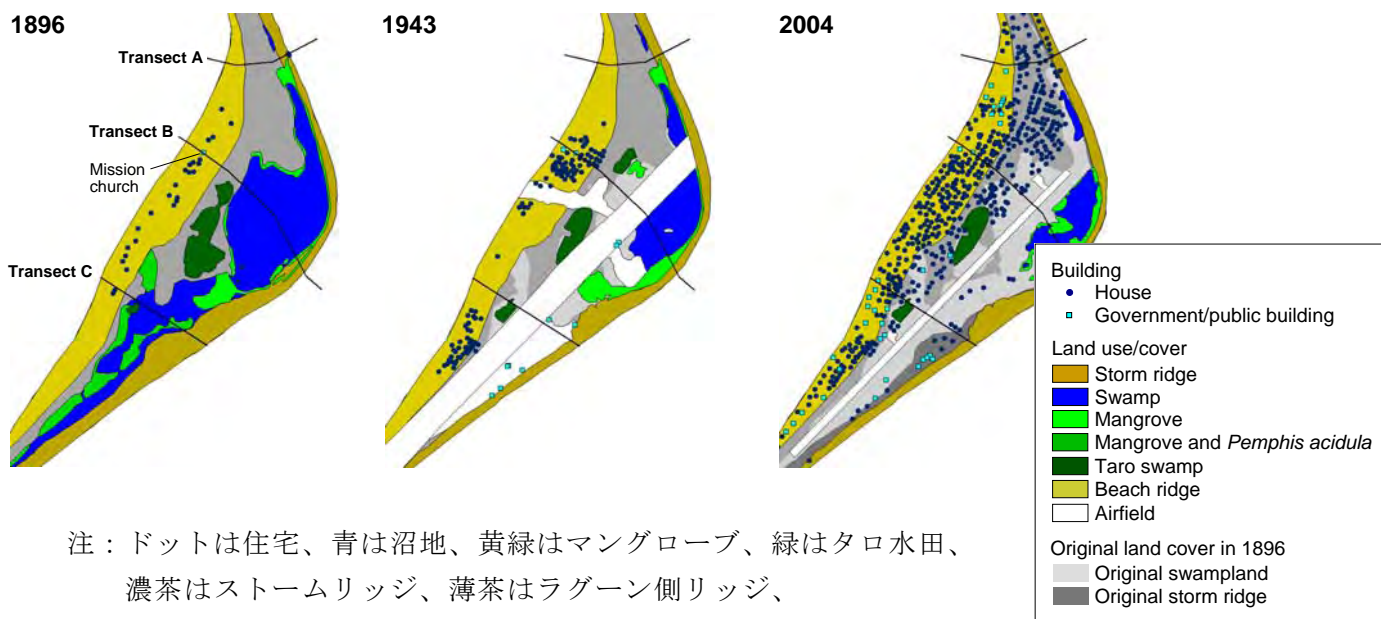 1896
1943
2004
Transect A
Transect B
Mission
church
Transect C
Building
House
Government/public building
Land use/cover
Storm ridge
Swamp
Mangrove
Mangrove and Pemphis acidula
Taro swamp
Beach ridge
Airfield
Original land cover in 1896
Original swampland
Original storm ridge
注：ドットは住宅、青は沼地、黄緑はマングローブ、緑はタロ水田、
濃茶はストームリッジ、薄茶はラグーン側リッジ、